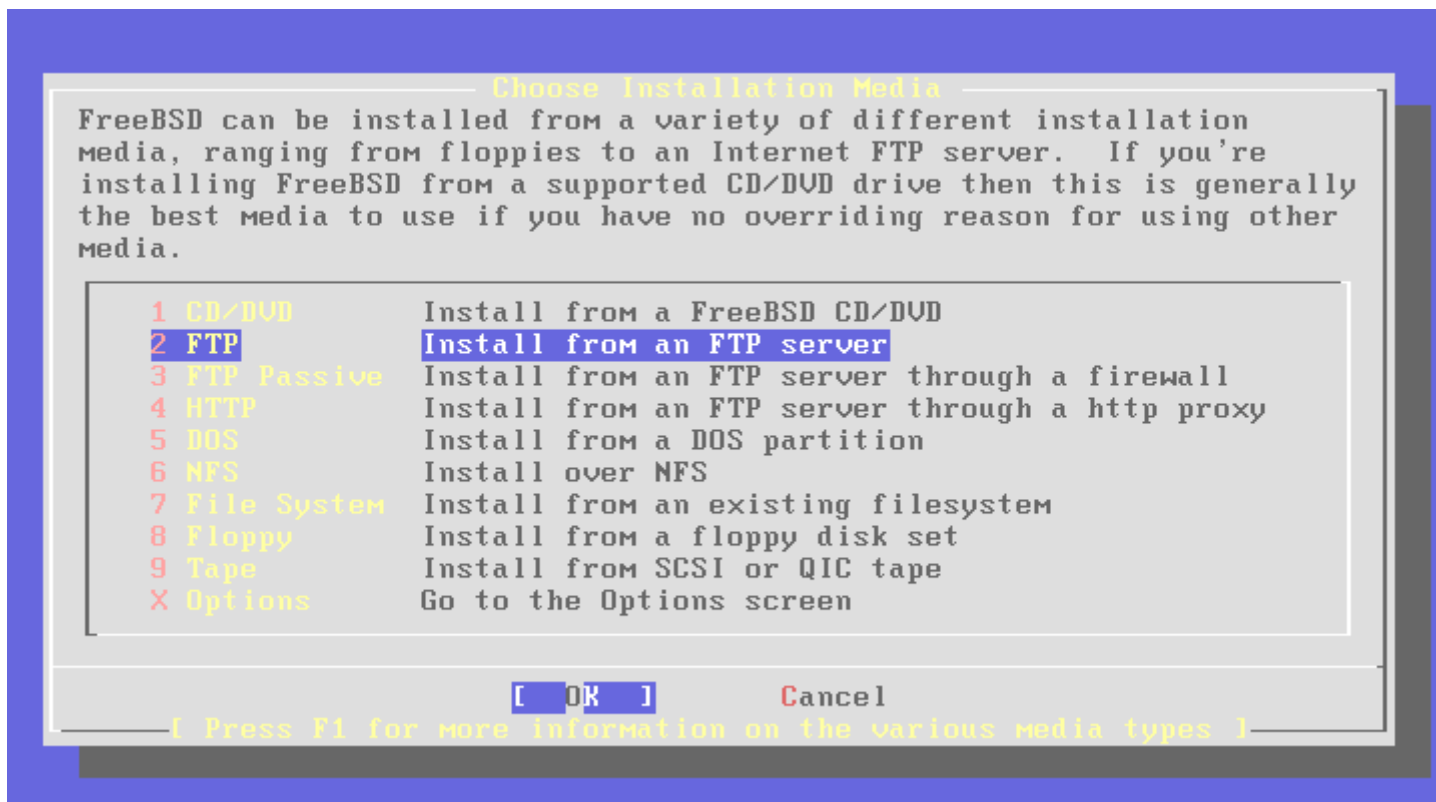 Choose Installation Media
FreeBSD can be installed from a variety of different installation
media, ranging from floppies to an Internet FTP server.  If you're
installing FreeBSD from a supported CD/DVD drive then this is generally
the best media to use if you have no overriding reason for using other
media.
1 CD/DVD Install from a FreeBSD CD/DVD
2 FTP Install from an FTP server
3 FTP Passive Install from an FTP server through a firewall
4 HTTP Install from an FTP server through a http proxy
5 DOS Install from a DOS partition
6 NFS Install over NFS
7 File System Install from an existing filesystem
8 Floppy Install from a floppy disk set
9 Tape Install from SCSI or QIC tape
X Options Go to the Options screen
[ OK ] Cancel
[ Press F1 for more information on the various media types ]